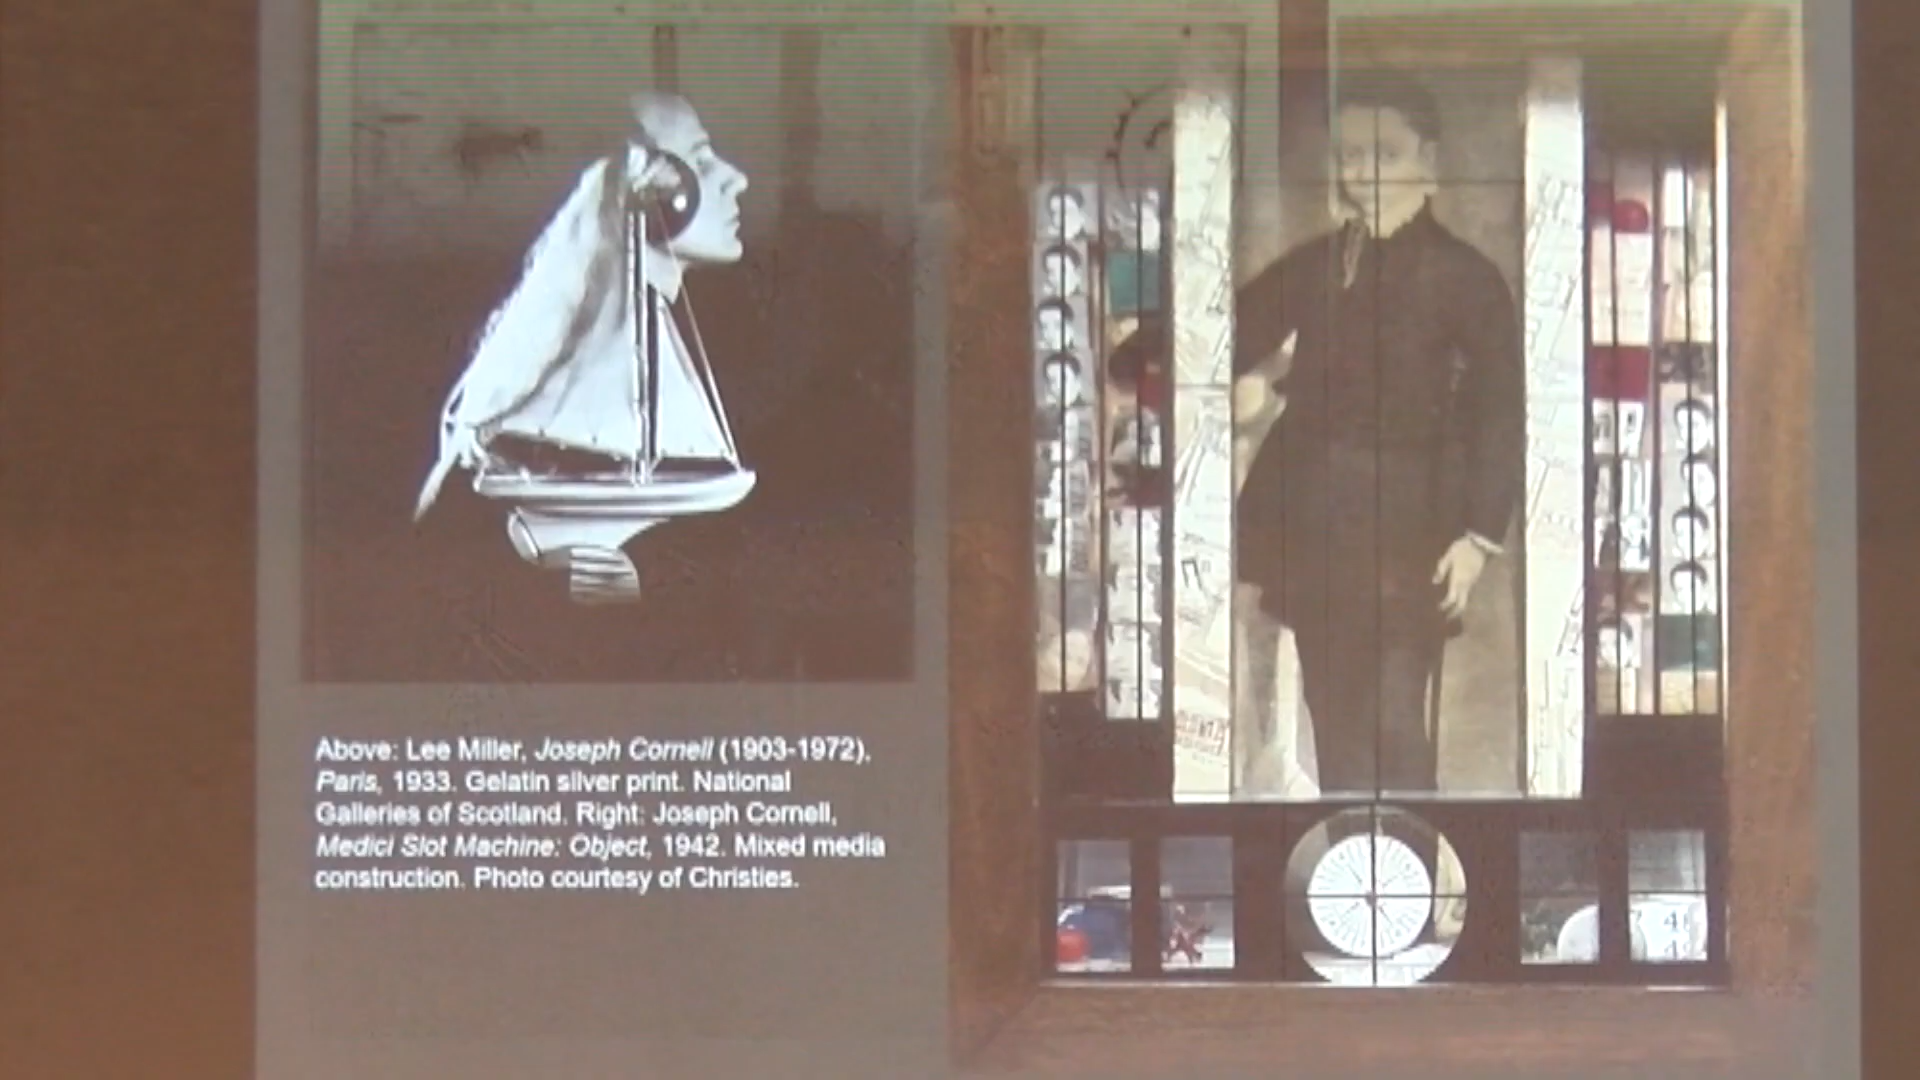 Above: Lee Miller, Joseph Cornell (1903-1972),
Paris, 1933. Gelatin silver print. National
Galleries of Scotland. Right: Joseph Cornell,
Medici Slot Machine: Object, 1942. Mixed media
construction. Photo courtesy of Christies.